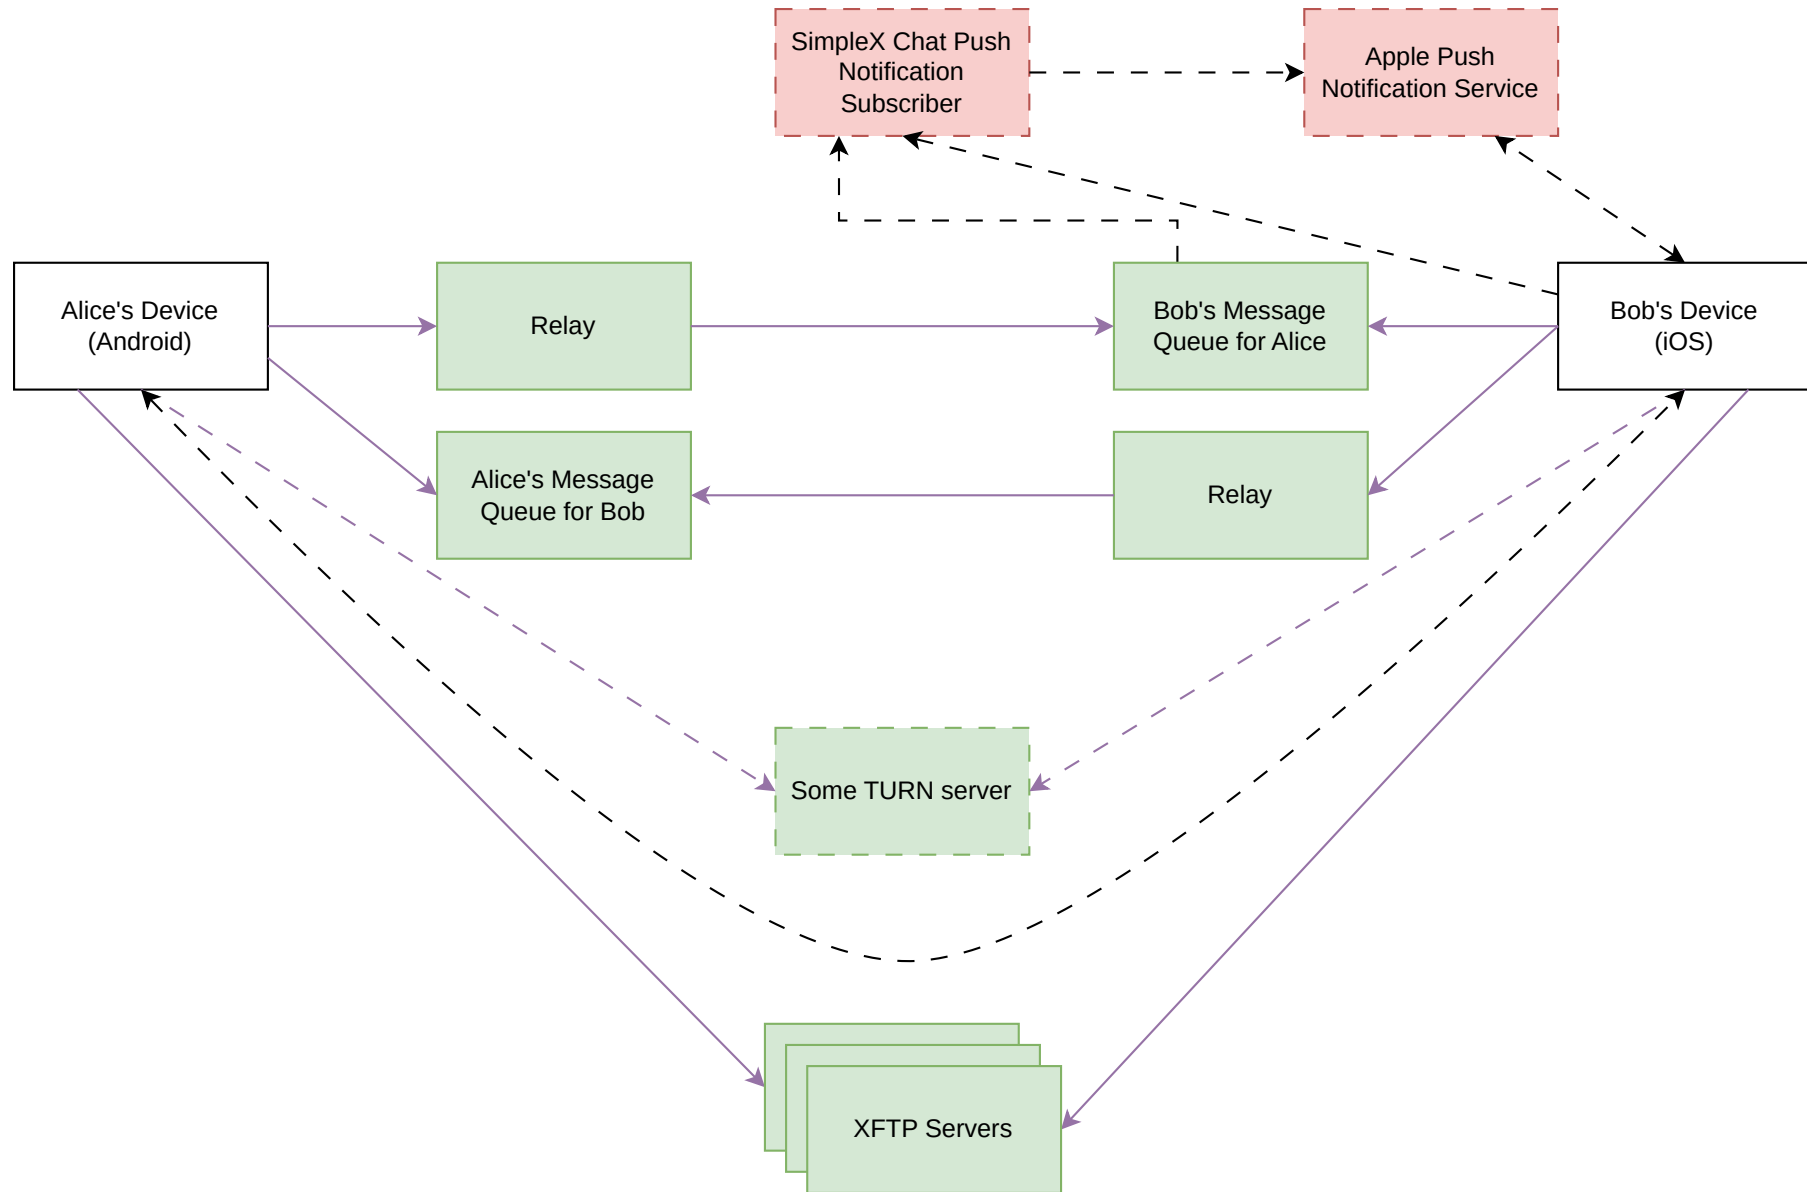 SimpleX Chat Push
Notification
Subscriber
Apple Push
Notification Service
Alice's Device
(Android)
Relay
Bob's Message
Queue for Alice
Bob's Device
(iOS)
Alice's Message
Queue for Bob
Relay
Some TURN server
XFTP Servers